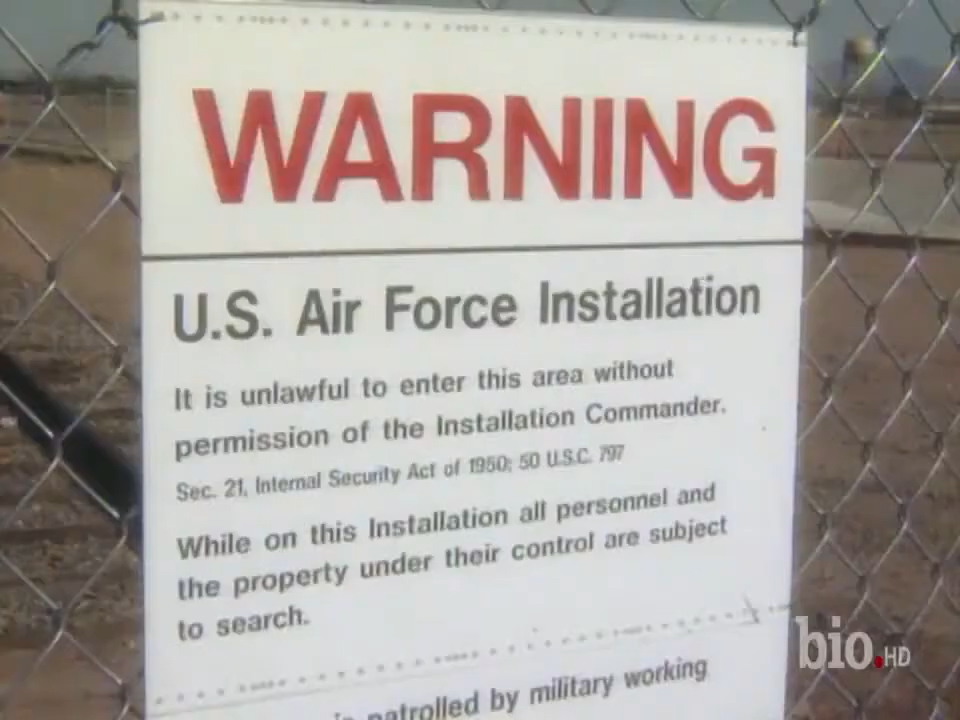 WARNING
U.S. Air Force Installation
It is unlawful to enter this area without
permission of the Installation Commander.
Sec. 21, Internal Security Act of 1950; 50 U.S.C. 797
While on this Installation all personnel and
the property under their control are subject
to search.
patrolled by military working
bio.HD